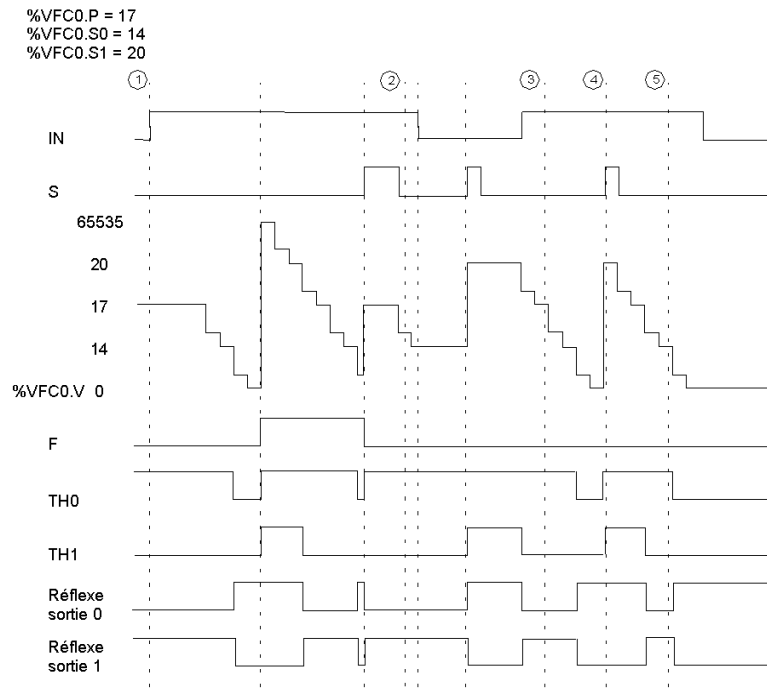 %VFC0.P = 17
%VFC0.S0 = 14
%VFC0.S1 = 20
1 2 3 4 5
IN
S
65535
20
17
14
%VFC0.V 0
F
TH0
TH1
Réflexe
sortie 0
Réflexe
sortie 1